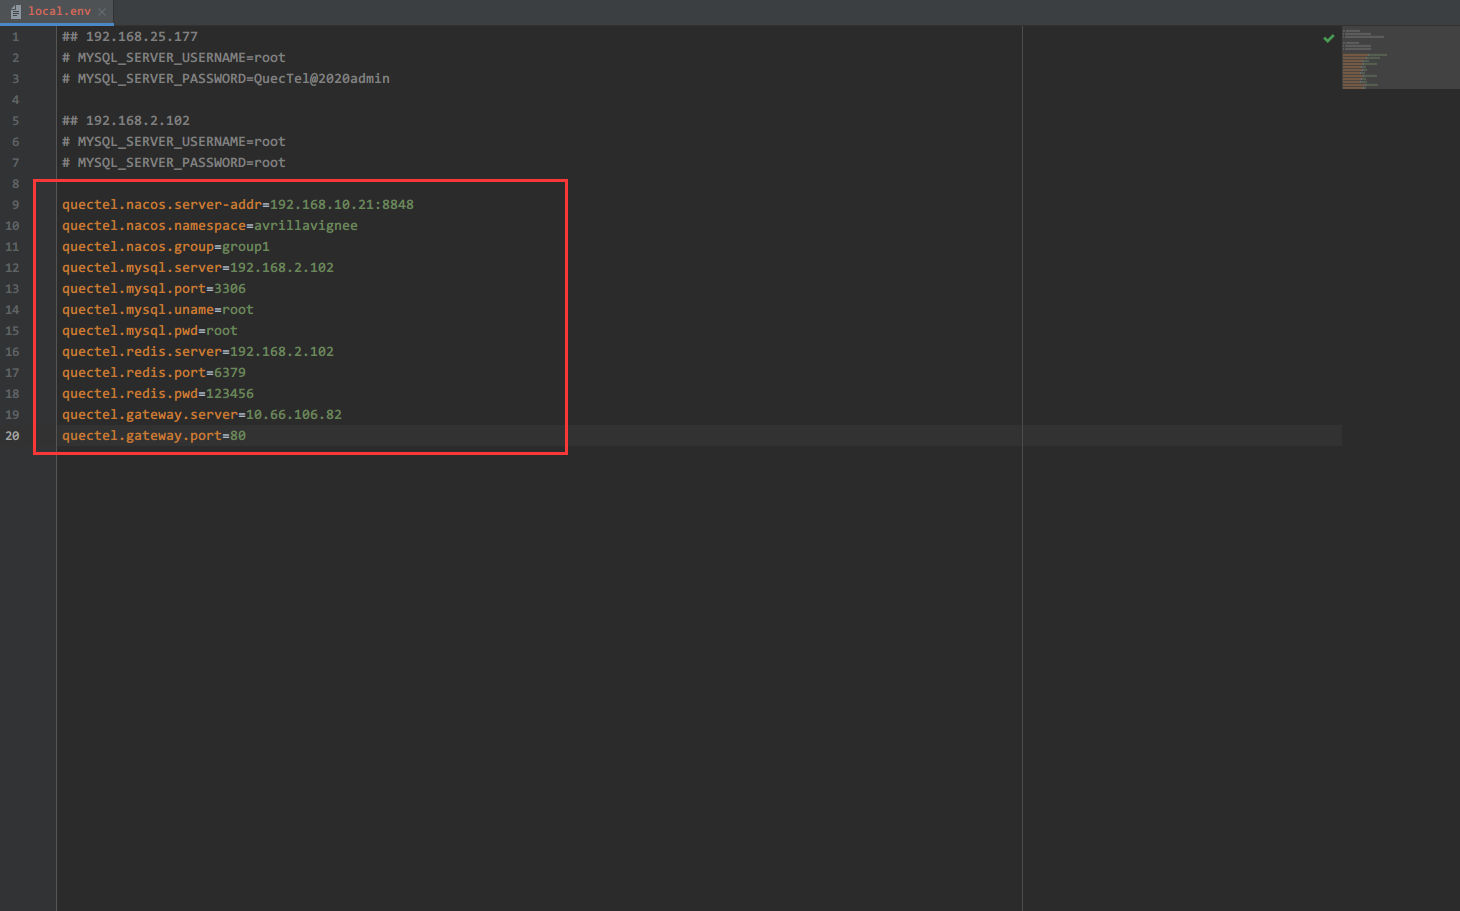 local.env
1 ## 192.168.25.177
2 # MYSQL_SERVER_USERNAME=root
3 # MYSQL_SERVER_PASSWORD=QuecTel@2020admin
4
5 ## 192.168.2.102
6 # MYSQL_SERVER_USERNAME=root
7 # MYSQL_SERVER_PASSWORD=root
8
9 quectel.nacos.server-addr=192.168.10.21:8848
10 quectel.nacos.namespace=avrillavignee
11 quectel.nacos.group=group1
12 quectel.mysql.server=192.168.2.102
13 quectel.mysql.port=3306
14 quectel.mysql.uname=root
15 quectel.mysql.pwd=root
16 quectel.redis.server=192.168.2.102
17 quectel.redis.port=6379
18 quectel.redis.pwd=123456
19 quectel.gateway.server=10.66.106.82
20 quectel.gateway.port=80